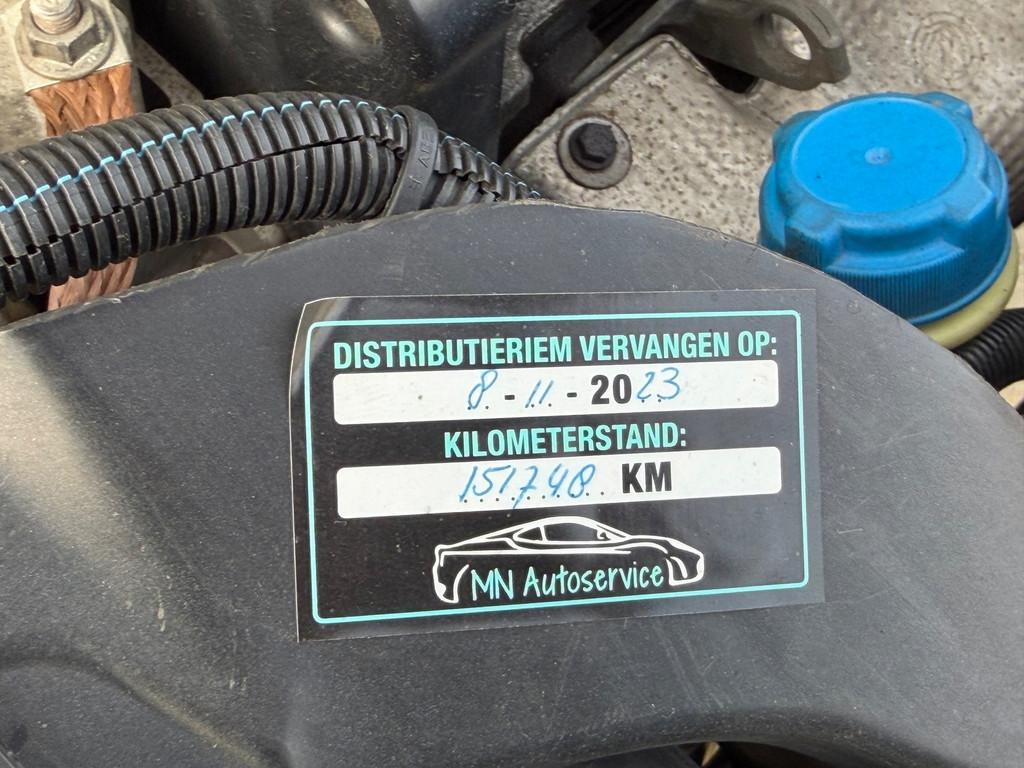 DISTRIBUTIERIEM VERVANGEN OP:
8 - 11 - 2023
KILOMETERSTAND:
151748 KM
MN Autoservice